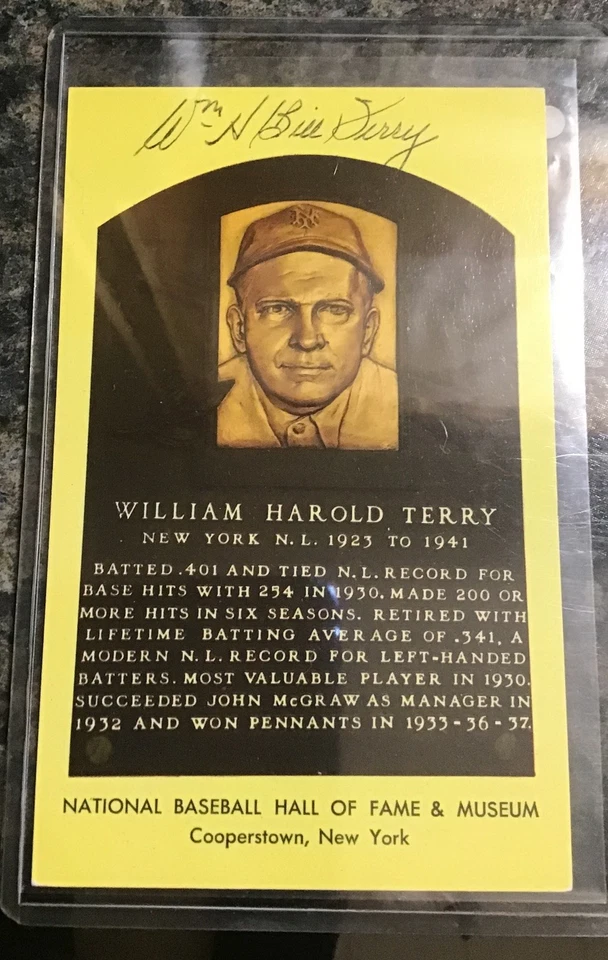 Wm H Bill Terry
NY
WILLIAM HAROLD TERRY
NEW YORK N.L. 1923 TO 1941
BATTED .401 AND TIED N.L. RECORD FOR
BASE HITS WITH 254 IN 1930. MADE 200 OR
MORE HITS IN SIX SEASONS. RETIRED WITH
LIFETIME BATTING AVERAGE OF .341, A
MODERN N.L. RECORD FOR LEFT-HANDED
BATTERS. MOST VALUABLE PLAYER IN 1930.
SUCCEEDED JOHN McGRAW AS MANAGER IN
1932 AND WON PENNANTS IN 1933-36-37.
NATIONAL BASEBALL HALL OF FAME & MUSEUM
Cooperstown, New York